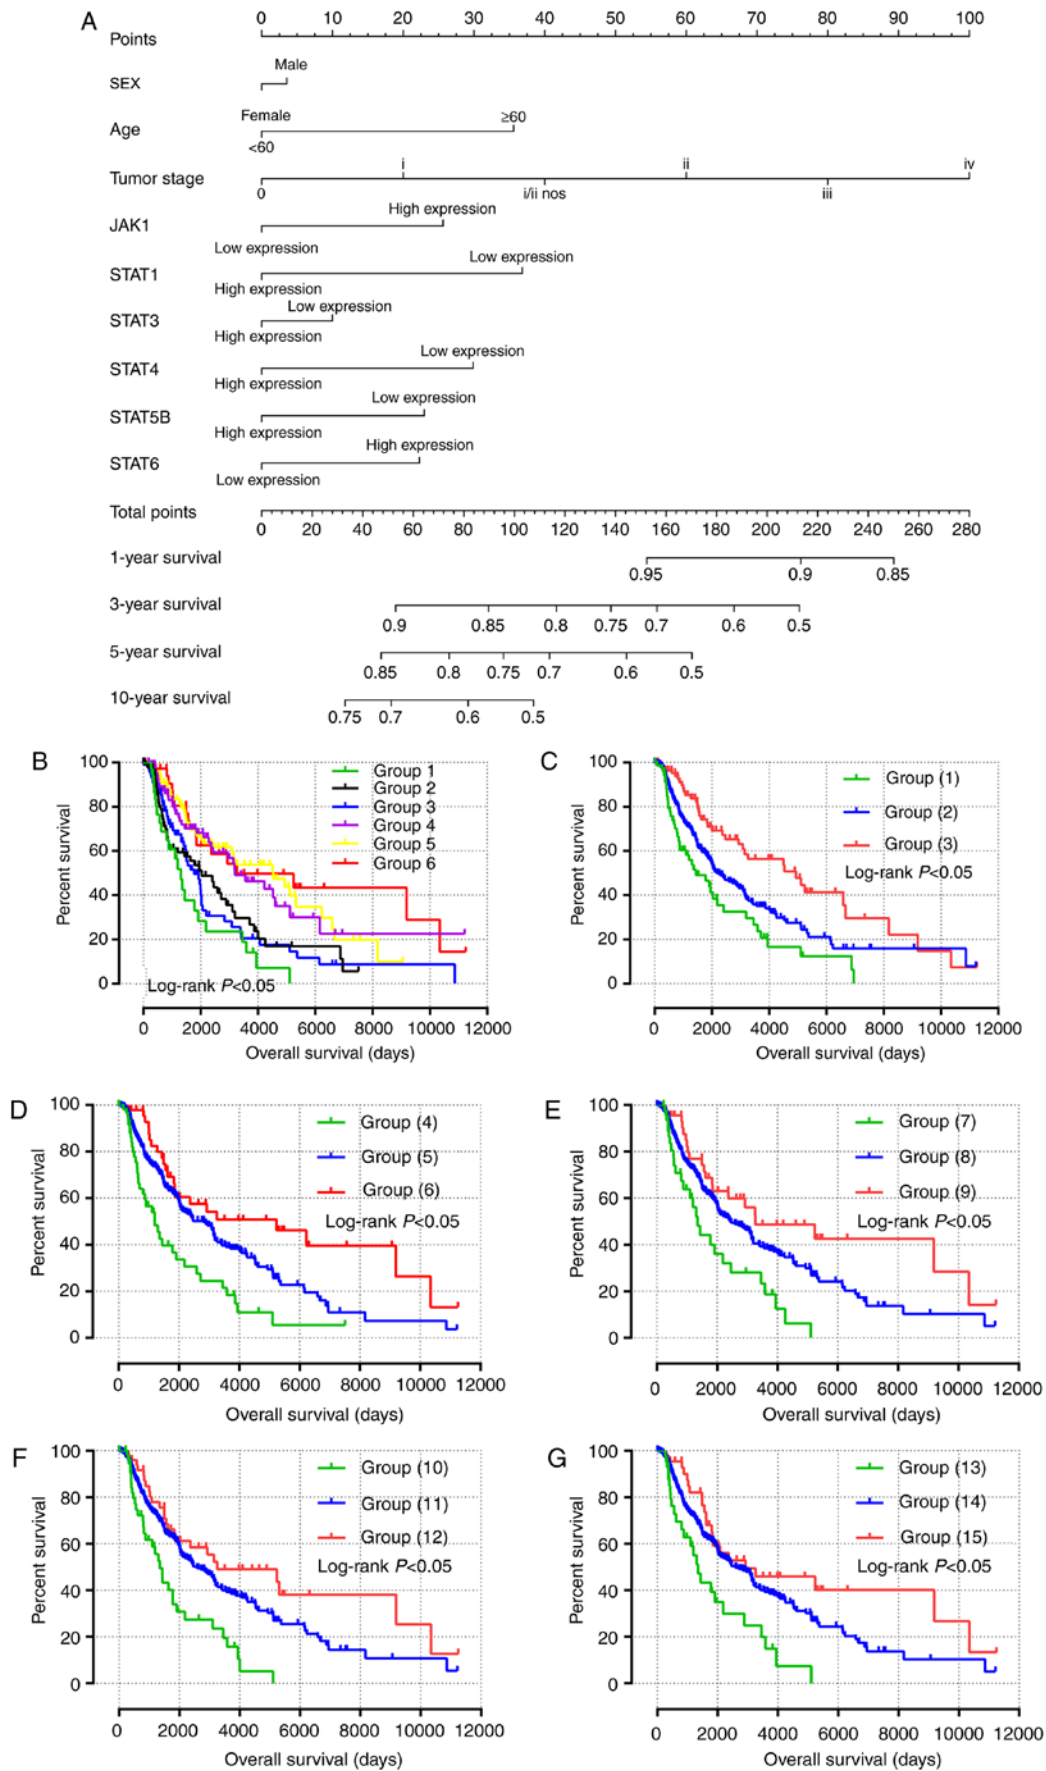 A
0 10 20 30 40 50 60 70 80 90 100
Points
Male
SEX
Female
≥60
Age
<60
i ii iv
Tumor stage
0 i/ii nos iii
High expression
JAK1
Low expression
Low expression
STAT1
High expression
Low expression
STAT3
High expression
Low expression
STAT4
High expression
Low expression
STAT5B
High expression
High expression
STAT6
Low expression
Total points
0 20 40 60 80 100 120 140 160 180 200 220 240 260 280
1-year survival
0.95 0.9 0.85
3-year survival
0.9 0.85 0.8 0.75 0.7 0.6 0.5
5-year survival
0.85 0.8 0.75 0.7 0.6 0.5
10-year survival
0.75 0.7 0.6 0.5
B
100
80
60
40
20
0
Percent survival
Group 1
Group 2
Group 3
Group 4
Group 5
Group 6
Log-rank P<0.05
0 2000 4000 6000 8000 10000 12000
Overall survival (days)
C
100
80
60
40
20
0
Percent survival
Group (1)
Group (2)
Group (3)
Log-rank P<0.05
0 2000 4000 6000 8000 10000 12000
Overall survival (days)
D
100
80
60
40
20
0
Percent survival
Group (4)
Group (5)
Group (6)
Log-rank P<0.05
0 2000 4000 6000 8000 10000 12000
Overall survival (days)
E
100
80
60
40
20
0
Percent survival
Group (7)
Group (8)
Group (9)
Log-rank P<0.05
0 2000 4000 6000 8000 10000 12000
Overall survival (days)
F
100
80
60
40
20
0
Percent survival
Group (10)
Group (11)
Group (12)
Log-rank P<0.05
0 2000 4000 6000 8000 10000 12000
Overall survival (days)
G
100
80
60
40
20
0
Percent survival
Group (13)
Group (14)
Group (15)
Log-rank P<0.05
0 2000 4000 6000 8000 10000 12000
Overall survival (days)